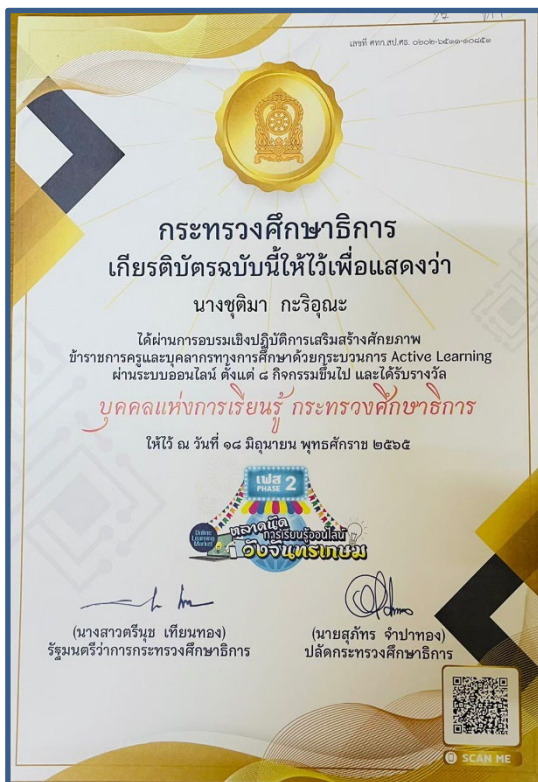 เลขที่ ศทก.สป.ศธ. ๐๒๐๒-๒๕๑๑-๑๐๘๕๑
กระทรวงศึกษาธิการ
เกียรติบัตรฉบับนี้ให้ไว้เพื่อแสดงว่า
นางชุติมา กะริอุณะ
ได้ผ่านการอบรมเชิงปฏิบัติการเสริมสร้างศักยภาพ
ข้าราชการครูและบุคลากรทางการศึกษาด้วยกระบวนการ Active Learning
ผ่านระบบออนไลน์ ตั้งแต่ ๘ กิจกรรมขึ้นไป และได้รับรางวัล
บุคคลแห่งการเรียนรู้ กระทรวงศึกษาธิการ
ให้ไว้ ณ วันที่ ๑๘ มิถุนายน พุทธศักราช ๒๕๖๕
เฟส 2
PHASE
Online Learning Market
ตลาดนัด
การเรียนรู้ออนไลน์
วังจันทรเกษม
(นางสาวตรีนุช เทียนทอง) (นายสุภัทร จำปาทอง)
รัฐมนตรีว่าการกระทรวงศึกษาธิการ ปลัดกระทรวงศึกษาธิการ
SCAN ME